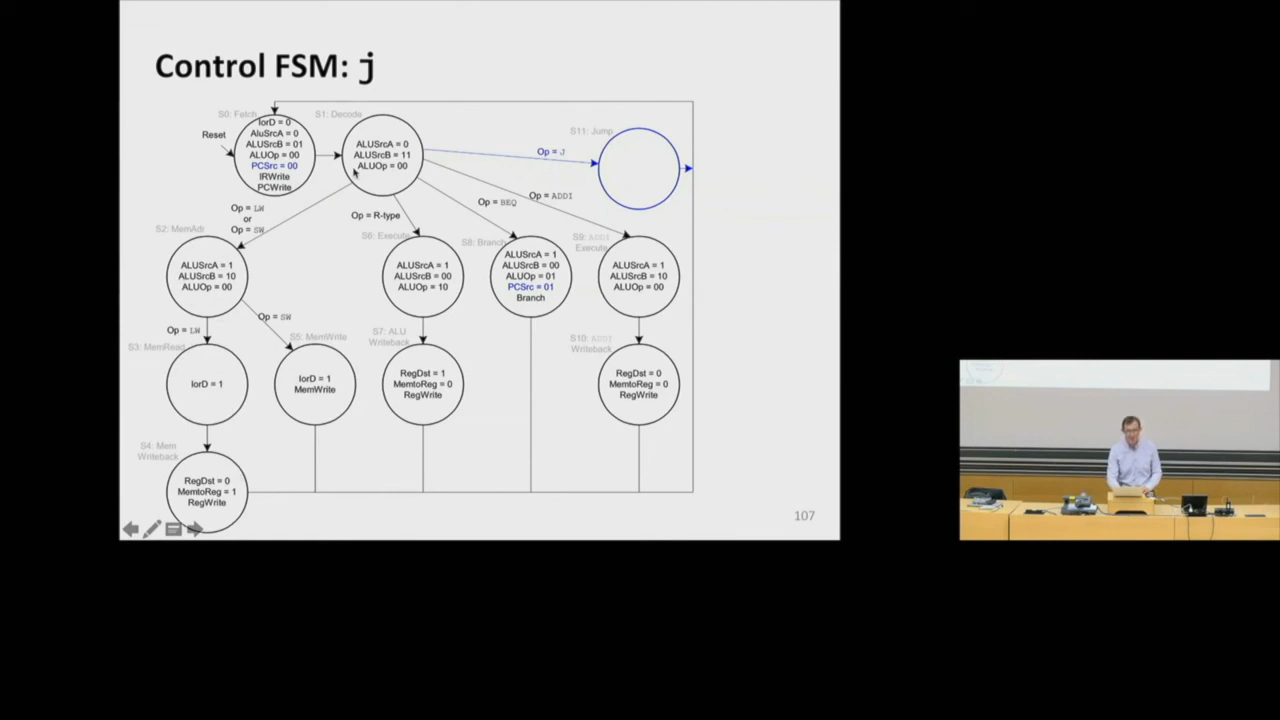 Control FSM: j
S0: Fetch
S1: Decode
Reset
IorD = 0
AluSrcA = 0
ALUSrcB = 01
ALUOp = 00
PCSrc = 00
IRWrite
PCWrite
ALUSrcA = 0
ALUSrcB = 11
ALUOp = 00
S11: Jump
Op = J
Op = LW
or
Op = SW
Op = R-type
Op = BEQ
Op = ADDI
S2: MemAdr
ALUSrcA = 1
ALUSrcB = 10
ALUOp = 00
S6: Execute
ALUSrcA = 1
ALUSrcB = 00
ALUOp = 10
S8: Branch
ALUSrcA = 1
ALUSrcB = 00
ALUOp = 01
PCSrc = 01
Branch
S9: ADDI
Execute
ALUSrcA = 1
ALUSrcB = 10
ALUOp = 00
Op = LW
Op = SW
S3: MemRead
IorD = 1
S5: MemWrite
IorD = 1
MemWrite
S7: ALU
Writeback
RegDst = 1
MemtoReg = 0
RegWrite
S10: ADDI
Writeback
RegDst = 0
MemtoReg = 0
RegWrite
S4: Mem
Writeback
RegDst = 0
MemtoReg = 1
RegWrite
107